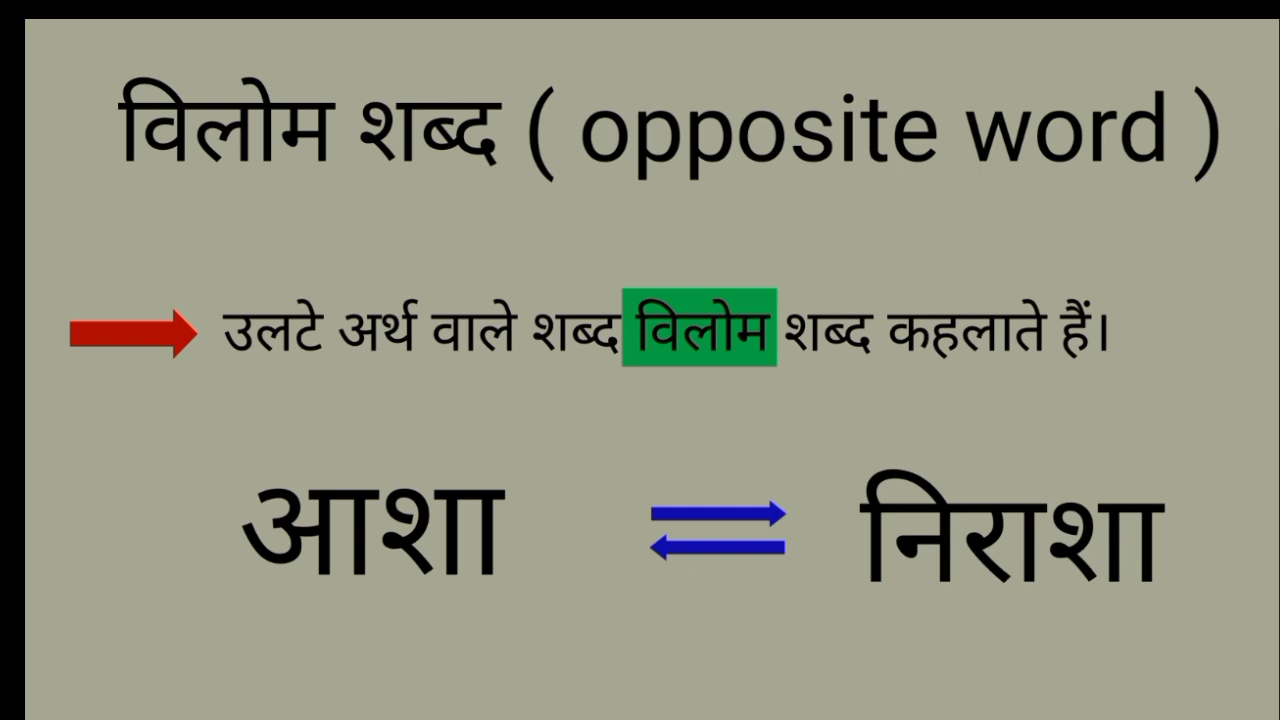 विलोम शब्द ( opposite word )
उलटे अर्थ वाले शब्द विलोम शब्द कहलाते हैं।
आशा निराशा